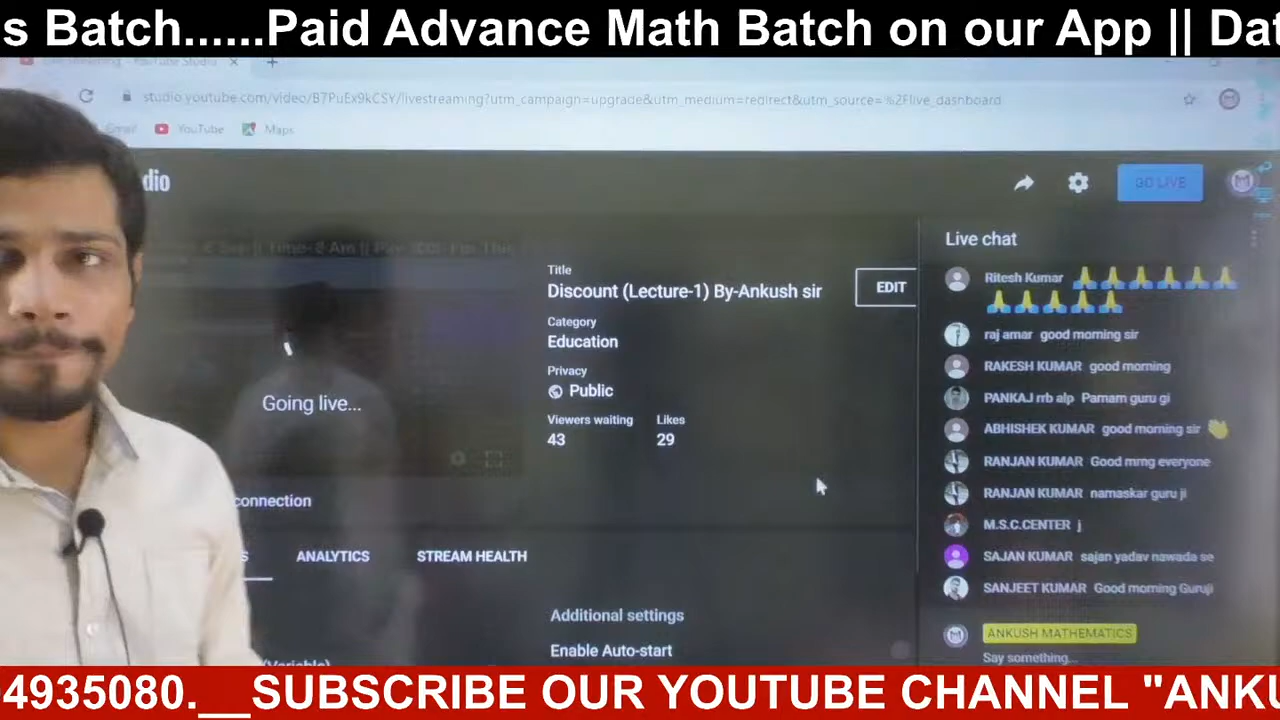 s Batch......Paid Advance Math Batch on our App || Dat
YouTube Studio
studio.youtube.com/video/B7PuEx9kCSY/livestreaming?utm_campaign=upgrade&utm_medium=redirect&utm_source=%2Flive_dashboard
Gmail YouTube Maps
dio
GO LIVE
Live chat
Ritesh Kumar 🙏🙏🙏🙏🙏🙏
🙏🙏🙏🙏🙏
raj amar good morning sir
RAKESH KUMAR good morning
PANKAJ rrb alp Parnam guru gi
ABHISHEK KUMAR good morning sir 👏
RANJAN KUMAR Good mrng everyone
RANJAN KUMAR namaskar guru ji
M.S.C.CENTER j
SAJAN KUMAR sajan yadav nawada se
SANJEET KUMAR Good morning Guruji
ANKUSH MATHEMATICS
Say something...
Title
Discount (Lecture-1) By-Ankush sir
EDIT
Category
Education
Privacy
Public
Viewers waiting Likes
43 29
Going live...
connection
S ANALYTICS STREAM HEALTH
Additional settings
Enable Auto-start
(Variable)
4935080.__SUBSCRIBE OUR YOUTUBE CHANNEL "ANKU